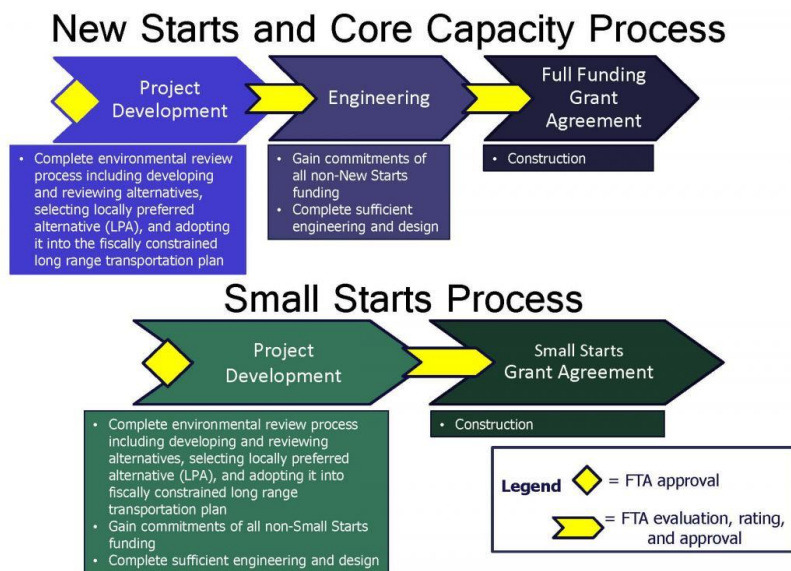 New Starts and Core Capacity Process
Project
Development
Engineering
Full Funding
Grant
Agreement
• Complete environmental review
process including developing
and reviewing alternatives,
selecting locally preferred
alternative (LPA), and adopting
it into the fiscally constrained
long range transportation plan
• Gain commitments of
all non-New Starts
funding
• Complete sufficient
engineering and design
• Construction
Small Starts Process
Project
Development
Small Starts
Grant Agreement
• Complete environmental review process
including developing and reviewing
alternatives, selecting locally preferred
alternative (LPA), and adopting it into
fiscally constrained long range
transportation plan
• Gain commitments of all non-Small Starts
funding
• Complete sufficient engineering and design
• Construction
Legend
= FTA approval
= FTA evaluation, rating,
and approval